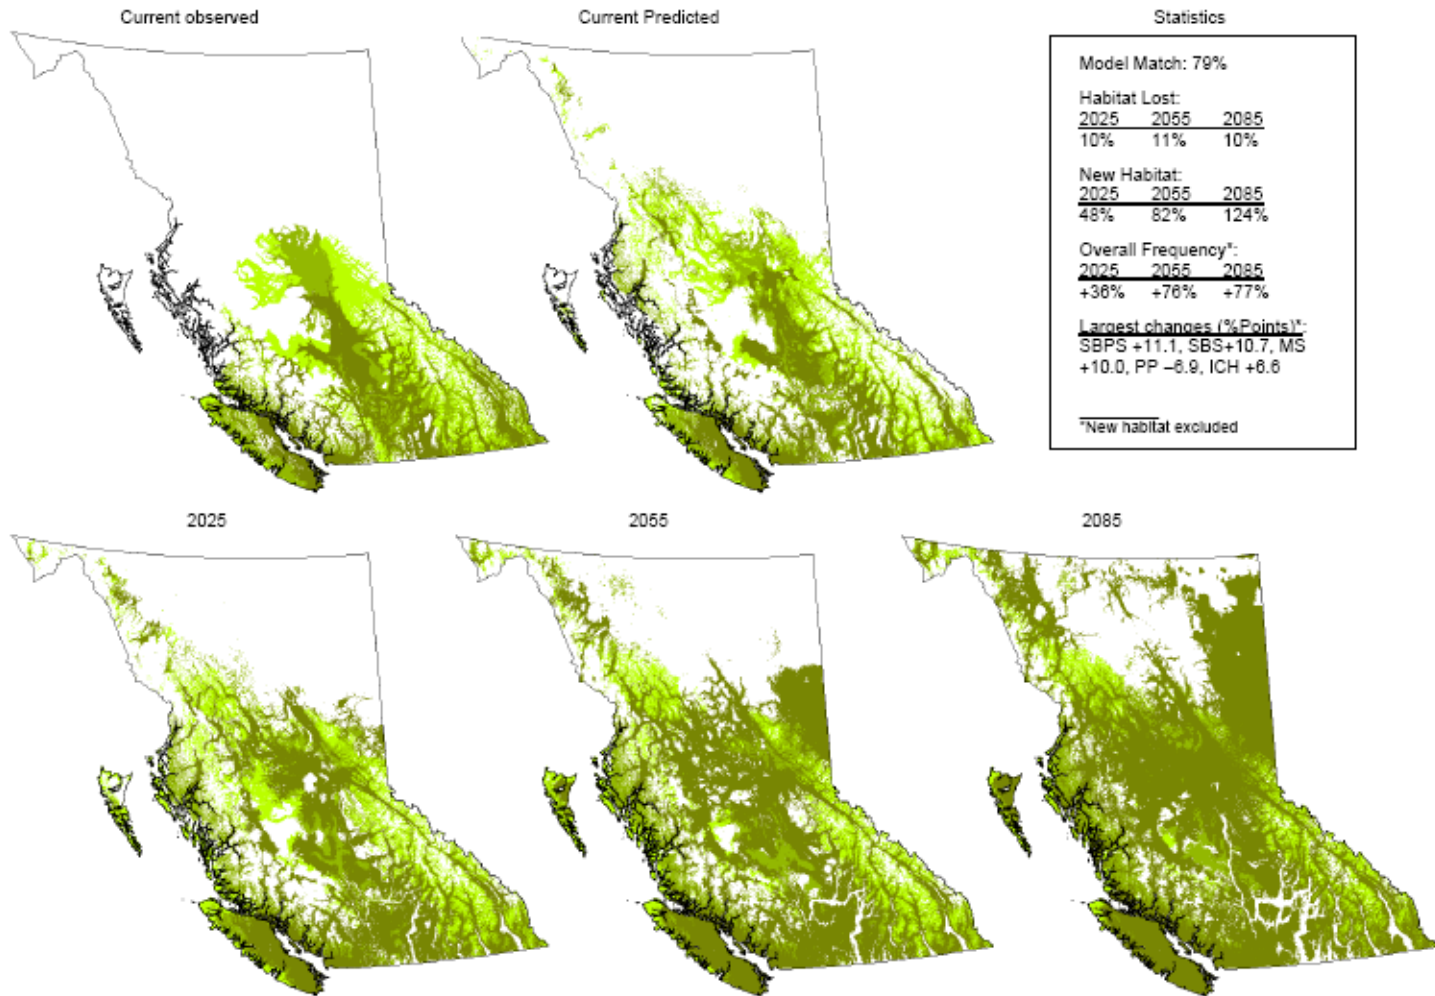 Current observed
Current Predicted
Statistics
Model Match: 79%
Habitat Lost:
2025 2055 2085
10% 11% 10%
New Habitat:
2025 2055 2085
48% 82% 124%
Overall Frequency*:
2025 2055 2085
+36% +76% +77%
Largest changes (%Points)*:
SBPS +11.1, SBS+10.7, MS
+10.0, PP –6.9, ICH +6.6
*New habitat excluded
2025
2055
2085